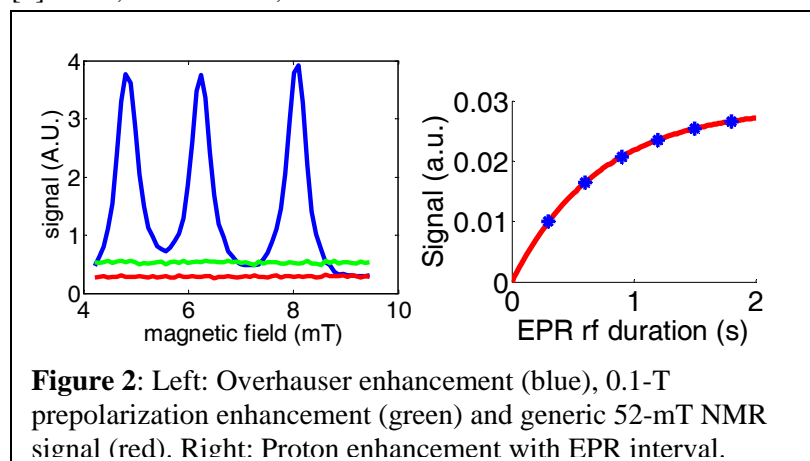 4
3
2
1
0
signal (A.U.)
4 6 8 10
magnetic field (mT)
0.03
0.02
0.01
0
Signal (a.u.)
0 1 2
EPR rf duration (s)
Figure 2: Left: Overhauser enhancement (blue), 0.1-T
prepolarization enhancement (green) and generic 52-mT NMR
signal (red). Right: Proton enhancement with EPR interval.